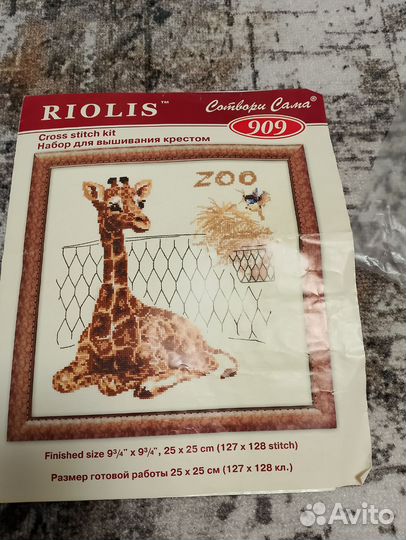 RIOLIS™
Сотвори Сама®
Cross stitch kit
Набор для вышивания крестом
909
ZOO
Finished size 9¾" x 9¾", 25 x 25 cm (127 x 128 stitch)
Размер готовой работы 25 x 25 см (127 x 128 кл.)
Avito